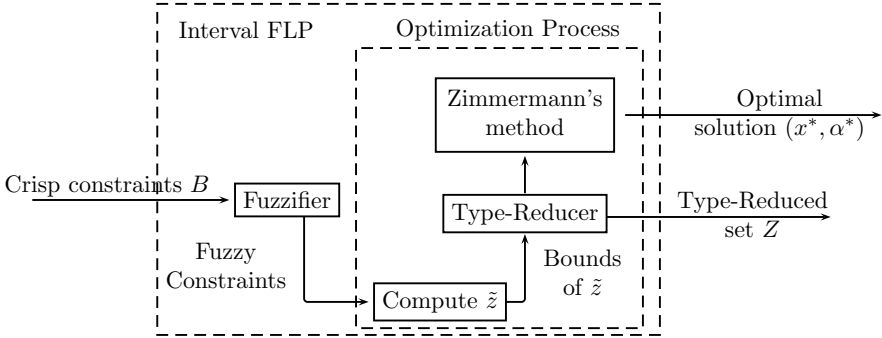 Interval FLP
Optimization Process
Zimmermann's
method
Optimal
solution (x*, α*)
Crisp constraints B
Fuzzifier
Type-Reducer
Type-Reduced
set Z
Fuzzy
Constraints
Bounds
of z̃
Compute z̃